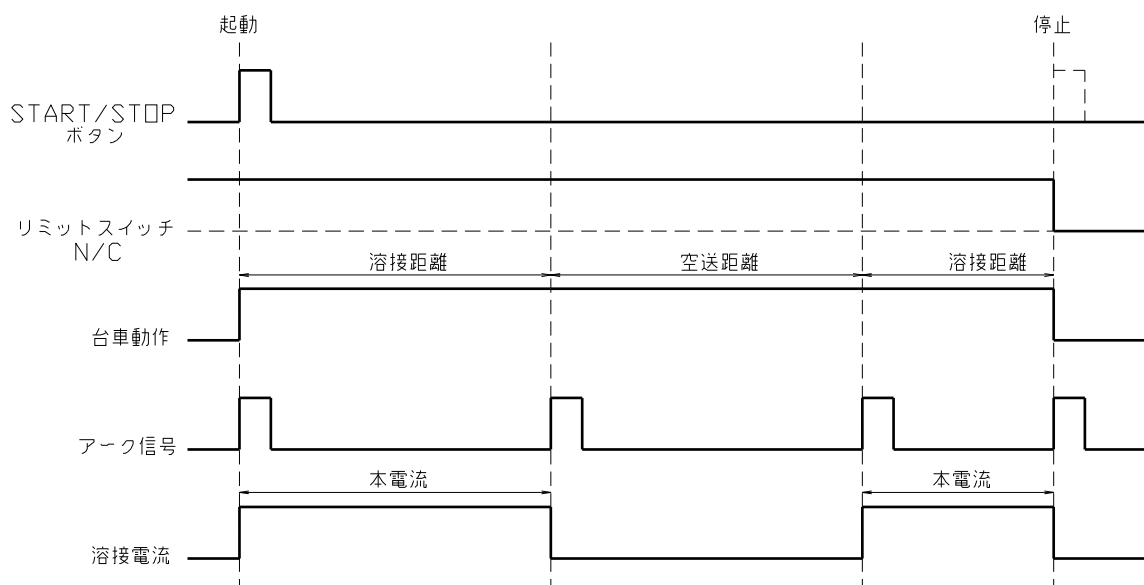 起動
停止
START/STOP
ボタン
リミットスイッチ
N/C
溶接距離
空送距離
溶接距離
台車動作
アーク信号
本電流
本電流
溶接電流